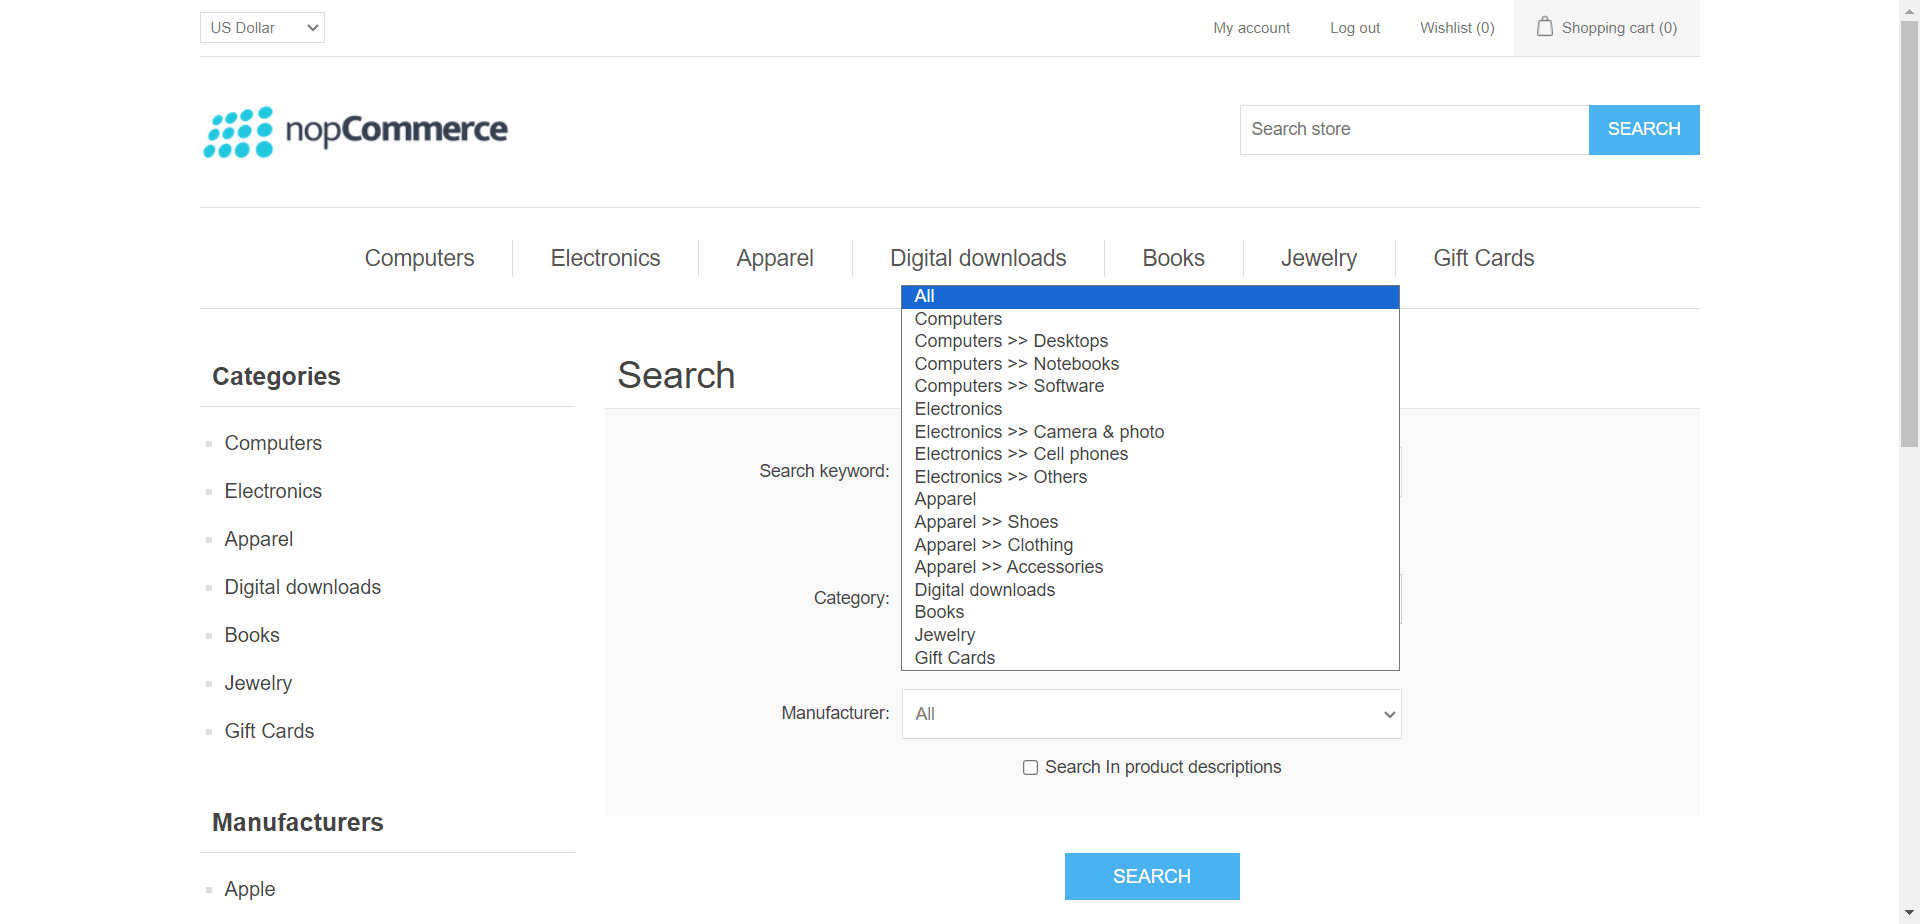 US Dollar
My account
Log out
Wishlist (0)
Shopping cart (0)
nopCommerce
Search store
SEARCH
Computers
Electronics
Apparel
Digital downloads
Books
Jewelry
Gift Cards
Categories
Computers
Electronics
Apparel
Digital downloads
Books
Jewelry
Gift Cards
Manufacturers
Apple
Search
Search keyword:
Category:
All
Computers
Computers >> Desktops
Computers >> Notebooks
Computers >> Software
Electronics
Electronics >> Camera & photo
Electronics >> Cell phones
Electronics >> Others
Apparel
Apparel >> Shoes
Apparel >> Clothing
Apparel >> Accessories
Digital downloads
Books
Jewelry
Gift Cards
Manufacturer:
All
Search In product descriptions
SEARCH